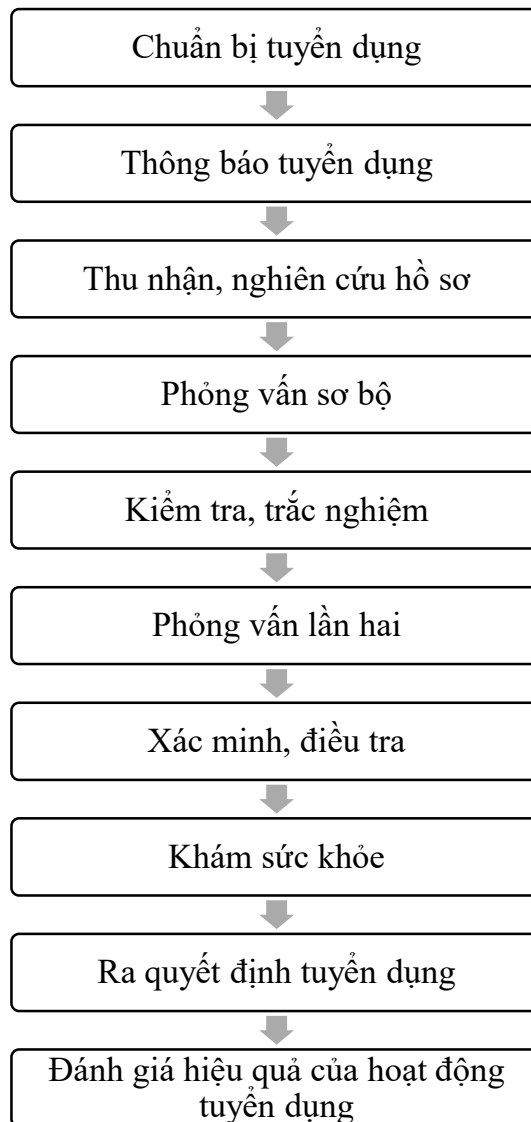 Chuẩn bị tuyển dụng
Thông báo tuyển dụng
Thu nhận, nghiên cứu hồ sơ
Phỏng vấn sơ bộ
Kiểm tra, trắc nghiệm
Phỏng vấn lần hai
Xác minh, điều tra
Khám sức khỏe
Ra quyết định tuyển dụng
Đánh giá hiệu quả của hoạt động
tuyển dụng